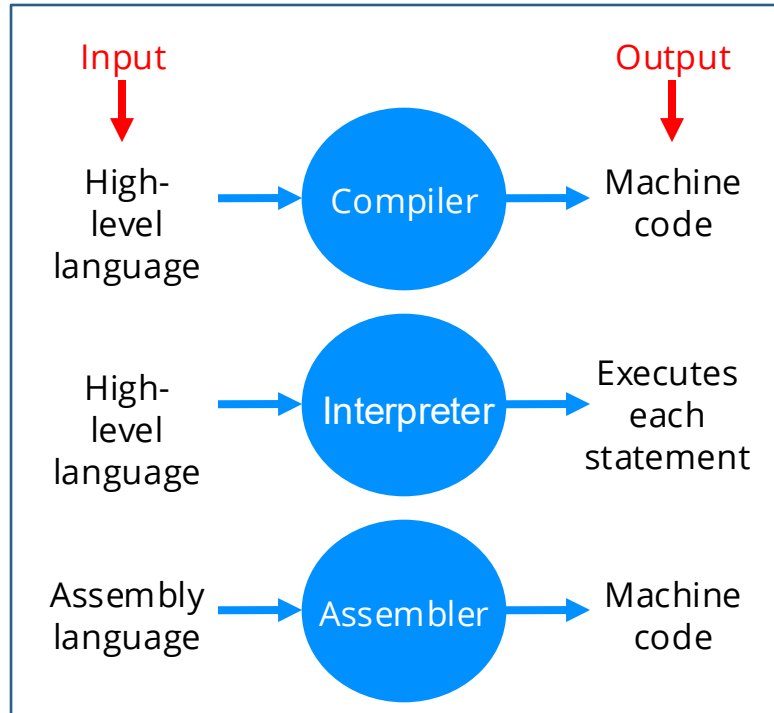 Input
Output
High-
level
language
Compiler
Machine
code
High-
level
language
Interpreter
Executes
each
statement
Assembly
language
Assembler
Machine
code